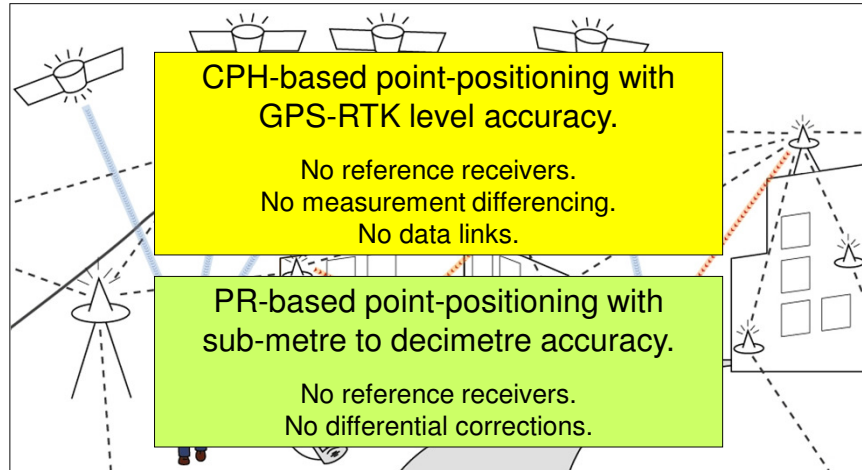 CPH-based point-positioning with
GPS-RTK level accuracy.
No reference receivers.
No measurement differencing.
No data links.
PR-based point-positioning with
sub-metre to decimetre accuracy.
No reference receivers.
No differential corrections.